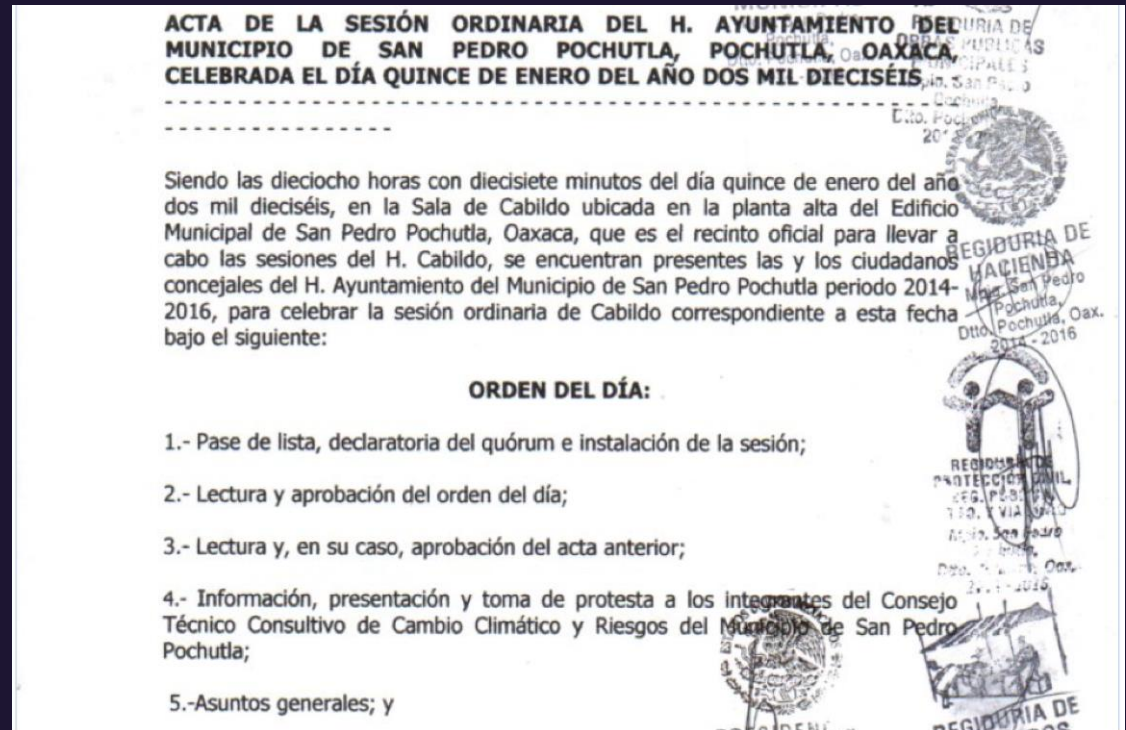 ACTA DE LA SESIÓN ORDINARIA DEL H. AYUNTAMIENTO DEL
MUNICIPIO DE SAN PEDRO POCHUTLA, POCHUTLA, OAXACA,
CELEBRADA EL DÍA QUINCE DE ENERO DEL AÑO DOS MIL DIECISÉIS.
Siendo las dieciocho horas con diecisiete minutos del día quince de enero del año
dos mil dieciséis, en la Sala de Cabildo ubicada en la planta alta del Edificio
Municipal de San Pedro Pochutla, Oaxaca, que es el recinto oficial para llevar a
cabo las sesiones del H. Cabildo, se encuentran presentes las y los ciudadanos
concejales del H. Ayuntamiento del Municipio de San Pedro Pochutla periodo 2014-
2016, para celebrar la sesión ordinaria de Cabildo correspondiente a esta fecha
bajo el siguiente:
ORDEN DEL DÍA:
1.- Pase de lista, declaratoria del quórum e instalación de la sesión;
2.- Lectura y aprobación del orden del día;
3.- Lectura y, en su caso, aprobación del acta anterior;
4.- Información, presentación y toma de protesta a los integrantes del Consejo
Técnico Consultivo de Cambio Climático y Riesgos del Municipio de San Pedro
Pochutla;
5.-Asuntos generales; y
REGIDURIA DE
HACIENDA
Mpio. San Pedro
Pochutla,
Dtto. Pochutla, Oax.
2014 - 2016
REGIDURIA DE